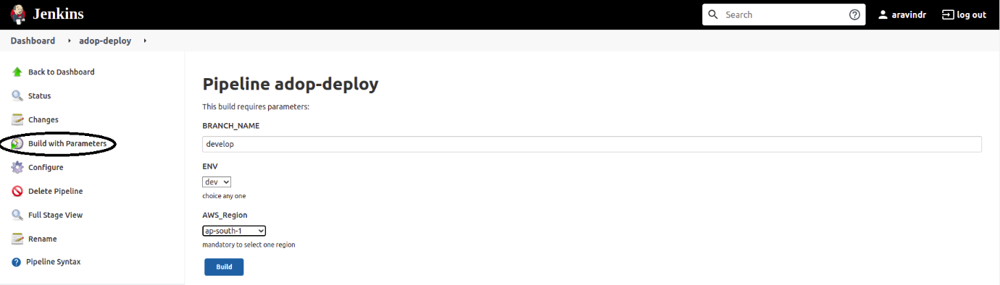 Jenkins
Search
aravindr
log out
Dashboard
adop-deploy
Back to Dashboard
Status
Changes
Build with Parameters
Configure
Delete Pipeline
Full Stage View
Rename
Pipeline Syntax
Pipeline adop-deploy
This build requires parameters:
BRANCH_NAME
develop
ENV
dev
choice any one
AWS_Region
ap-south-1
mandatory to select one region
Build